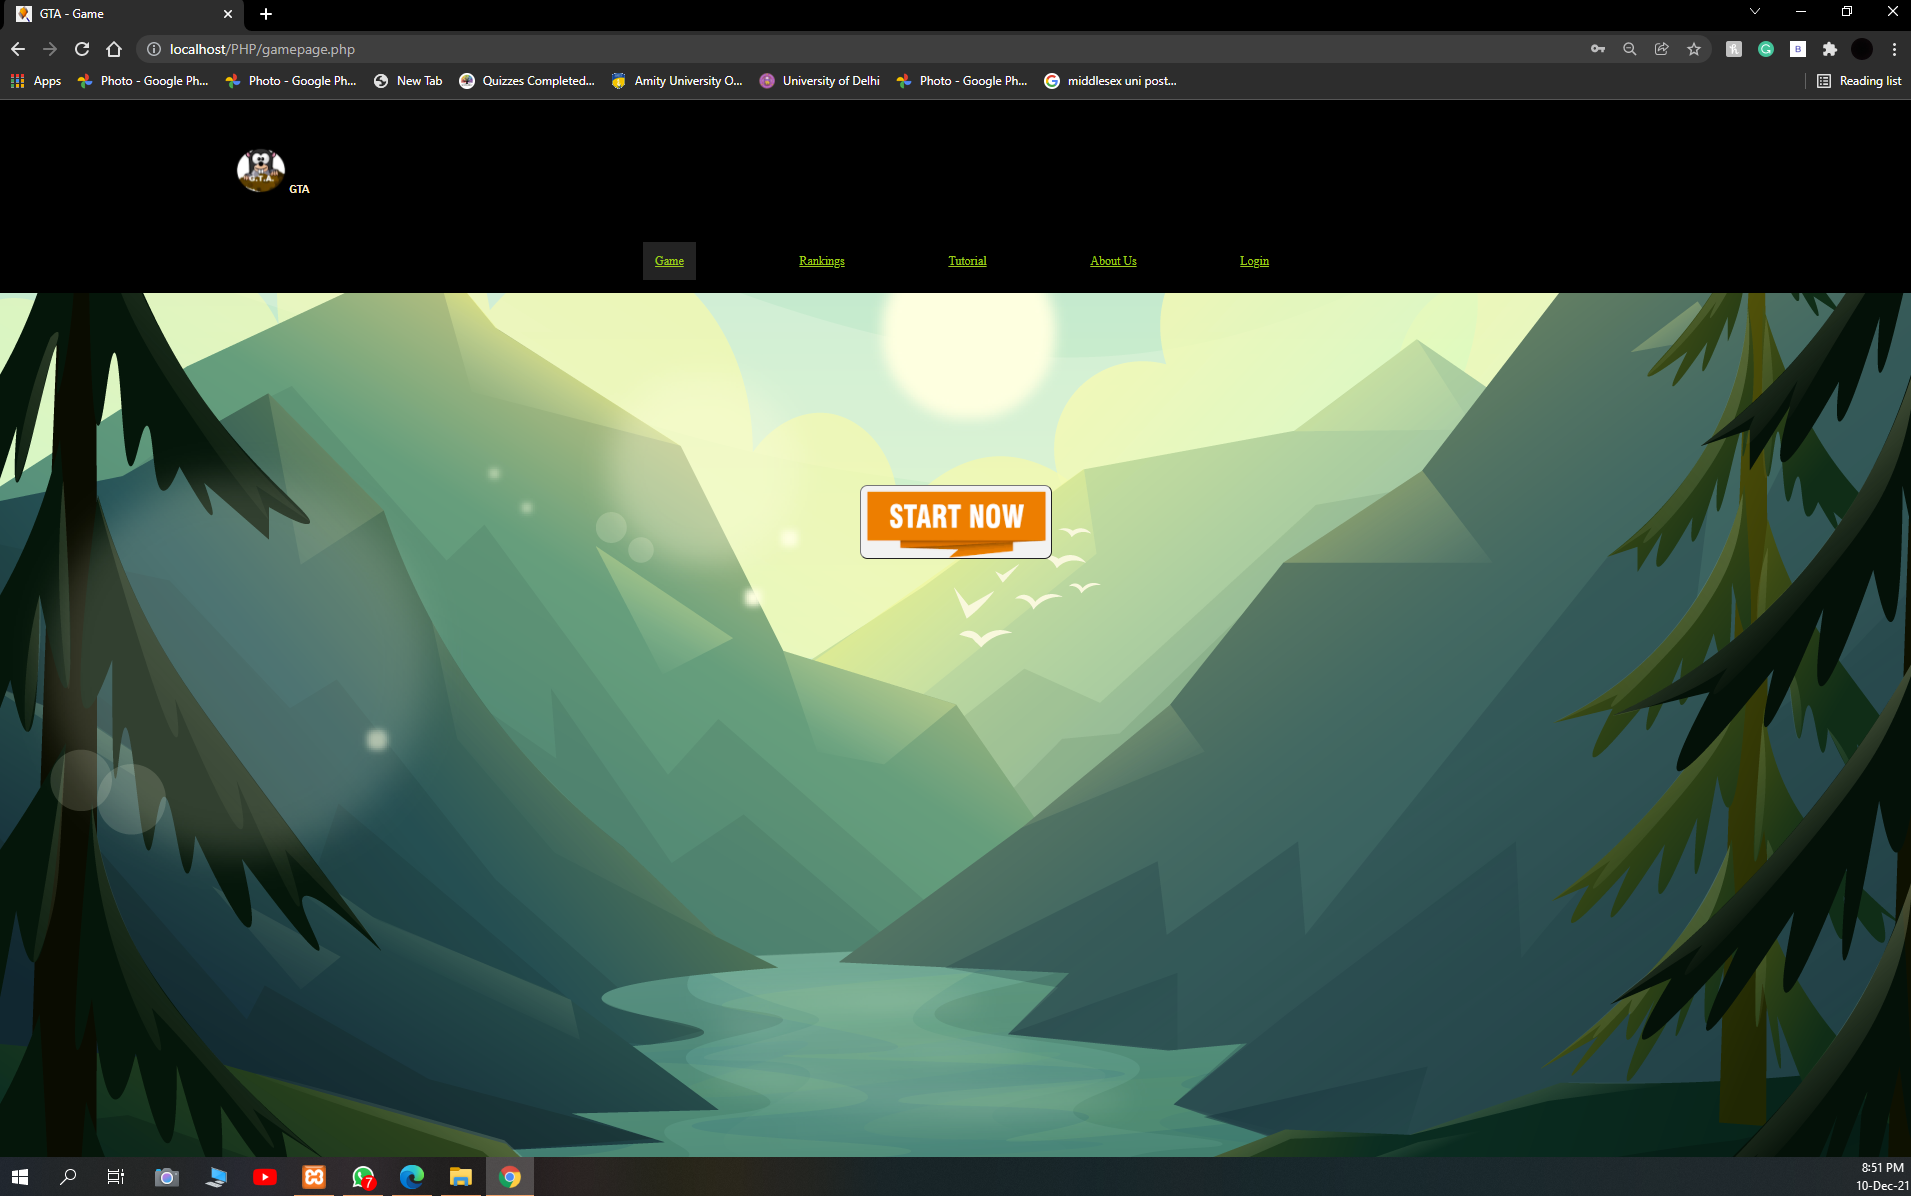 GTA - Game
localhost/PHP/gamepage.php
Apps Photo - Google Ph... Photo - Google Ph... New Tab Quizzes Completed... Amity University O... University of Delhi Photo - Google Ph... middlesex uni post... Reading list
G.T.A.
GTA
Game Rankings Tutorial About Us Login
START NOW
7
8:51 PM
10-Dec-21